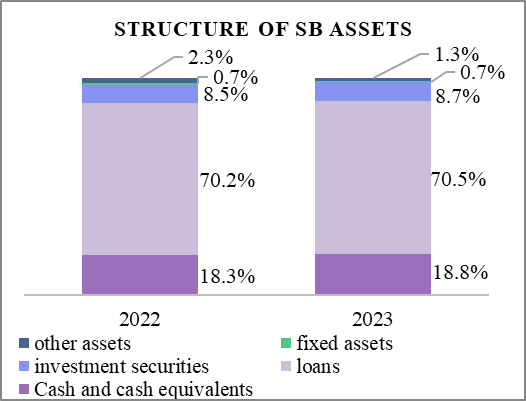 STRUCTURE OF SB ASSETS
2.3% 1.3%
0.7% 0.7%
8.5% 8.7%
70.2% 70.5%
18.3% 18.8%
2022 2023
other assets fixed assets
investment securities loans
Cash and cash equivalents